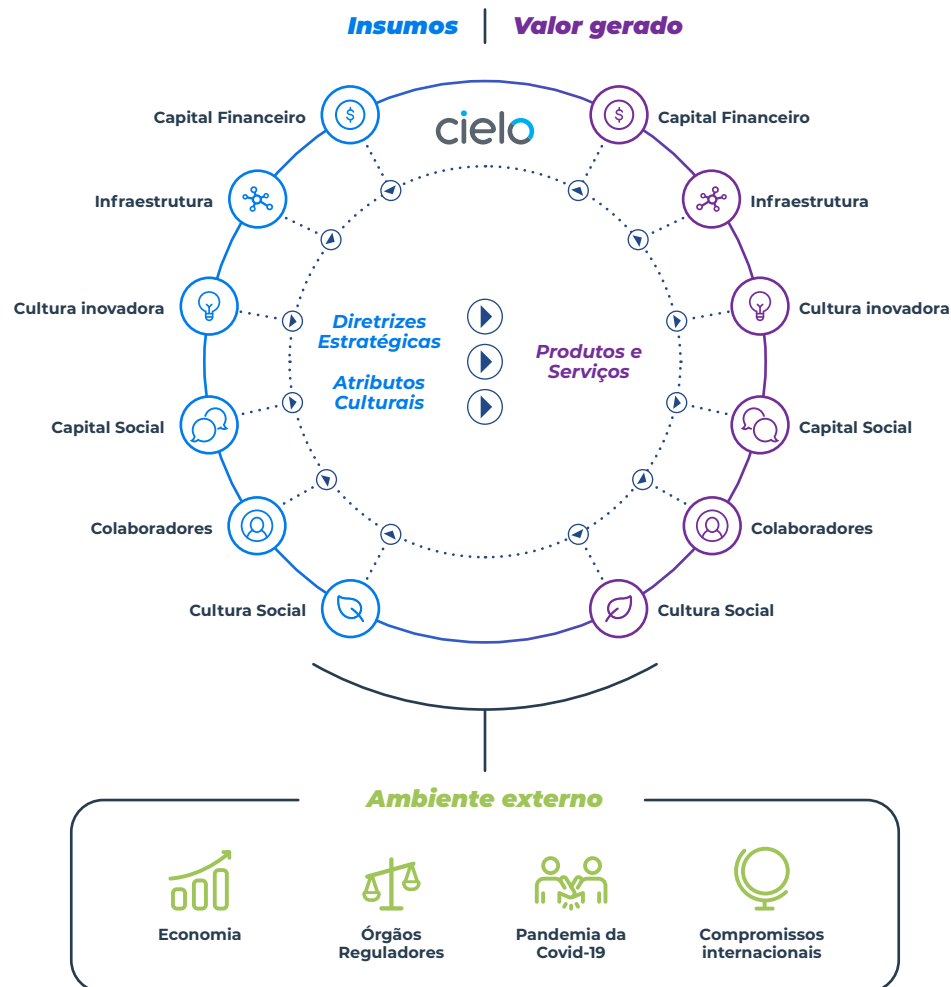 Insumos
Valor gerado
cielo
Capital Financeiro
Capital Financeiro
Infraestrutura
Infraestrutura
Cultura inovadora
Cultura inovadora
Diretrizes
Estratégicas
Atributos
Culturais
Produtos e
Serviços
Capital Social
Capital Social
Colaboradores
Colaboradores
Cultura Social
Cultura Social
Ambiente externo
Economia
Órgãos
Reguladores
Pandemia da
Covid-19
Compromissos
internacionais